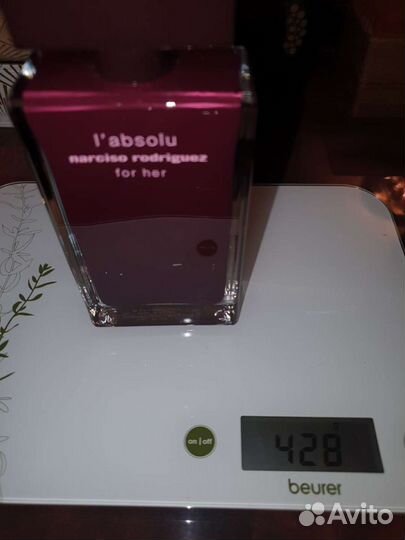 l'absolu
narciso rodriguez
for her
on|off
428
g
beurer
Avito